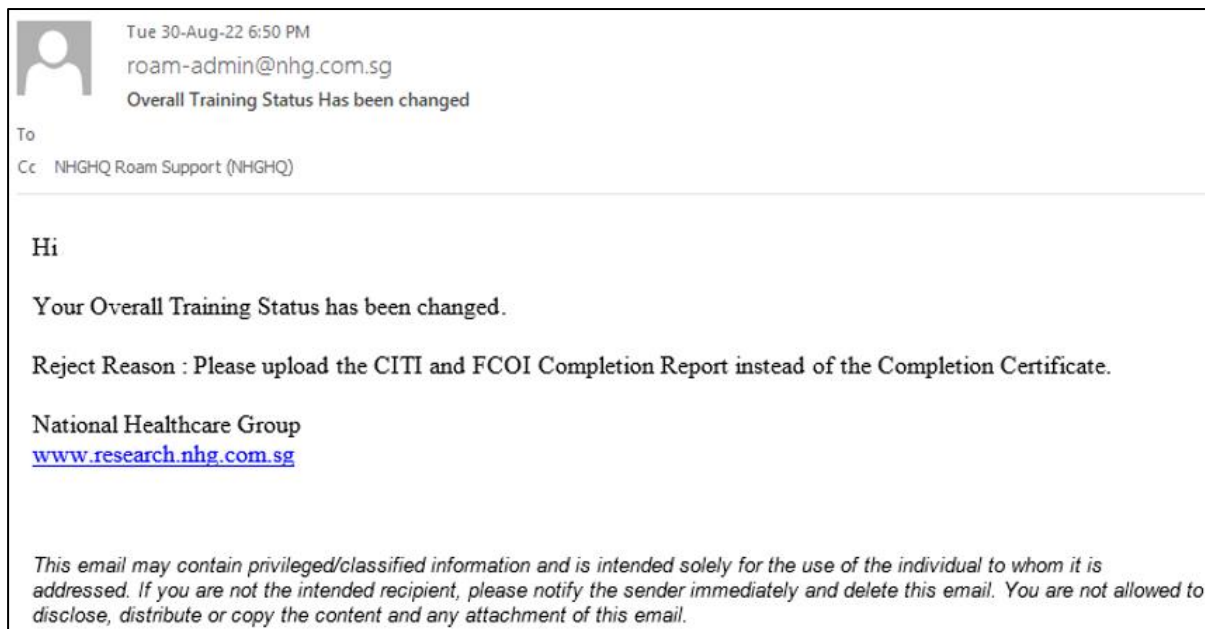 Tue 30-Aug-22 6:50 PM
roam-admin@nhg.com.sg
Overall Training Status Has been changed
To
Cc NHGHQ Roam Support (NHGHQ)
Hi
Your Overall Training Status has been changed.
Reject Reason : Please upload the CITI and FCOI Completion Report instead of the Completion Certificate.
National Healthcare Group
www.research.nhg.com.sg
This email may contain privileged/classified information and is intended solely for the use of the individual to whom it is
addressed. If you are not the intended recipient, please notify the sender immediately and delete this email. You are not allowed to
disclose, distribute or copy the content and any attachment of this email.